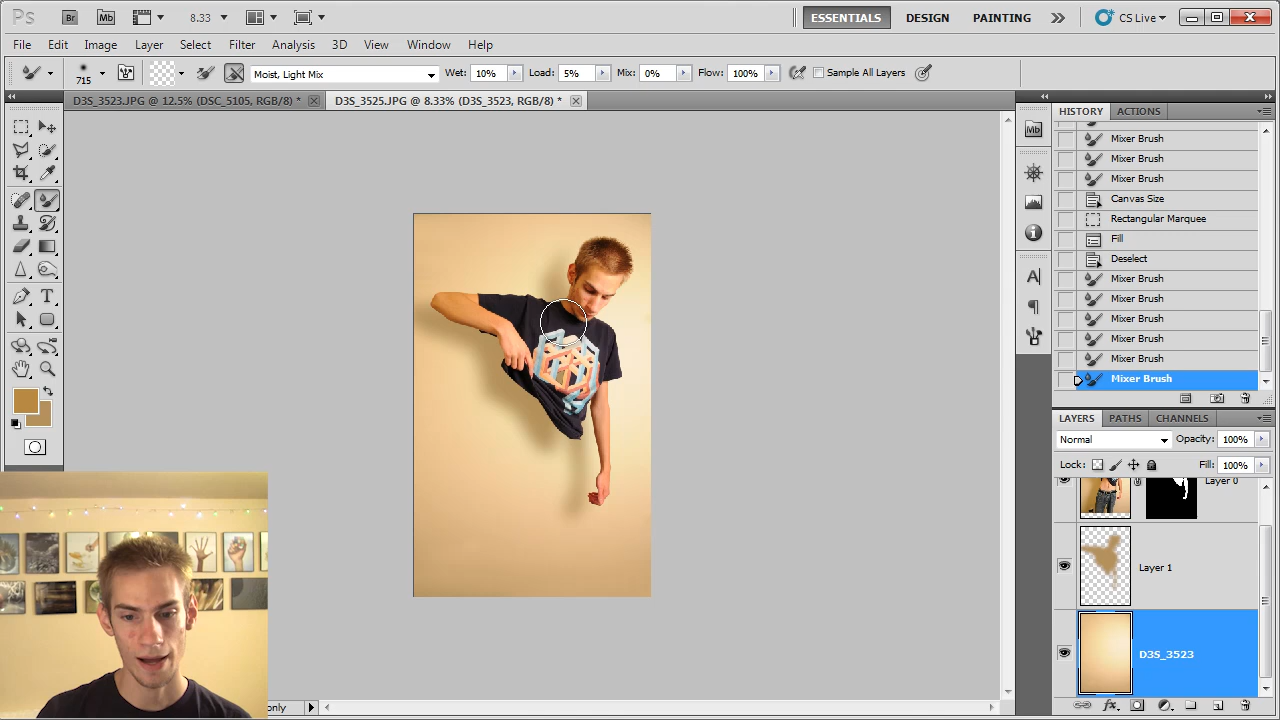 Ps Br Mb 8.33 ESSENTIALS DESIGN PAINTING CS Live
File Edit Image Layer Select Filter Analysis 3D View Window Help
715 Moist, Light Mix Wet: 10% Load: 5% Mix: 0% Flow: 100% Sample All Layers
D3S_3523.JPG @ 12.5% (DSC_5105, RGB/8) * D3S_3525.JPG @ 8.33% (D3S_3523, RGB/8) *
HISTORY ACTIONS
Mb
Mixer Brush
Mixer Brush
Mixer Brush
Canvas Size
Rectangular Marquee
Fill
Deselect
Mixer Brush
Mixer Brush
Mixer Brush
Mixer Brush
Mixer Brush
Mixer Brush
LAYERS PATHS CHANNELS
Normal Opacity: 100%
Lock: Fill: 100%
Layer 0
Layer 1
D3S_3523
only